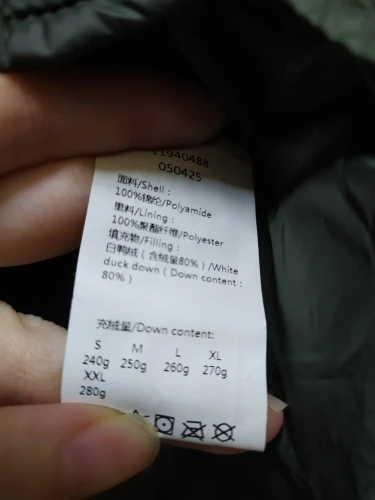 11940488
050425
面料/Shell：
100%锦纶/Polyamide
里料/Lining：
100%聚酯纤维/Polyester
填充物/Filling：
白鸭绒（含绒量80%）/White
duck down（Down content：
80%）
充绒量/Down content:
S M L XL
240g 250g 260g 270g
XXL
280g